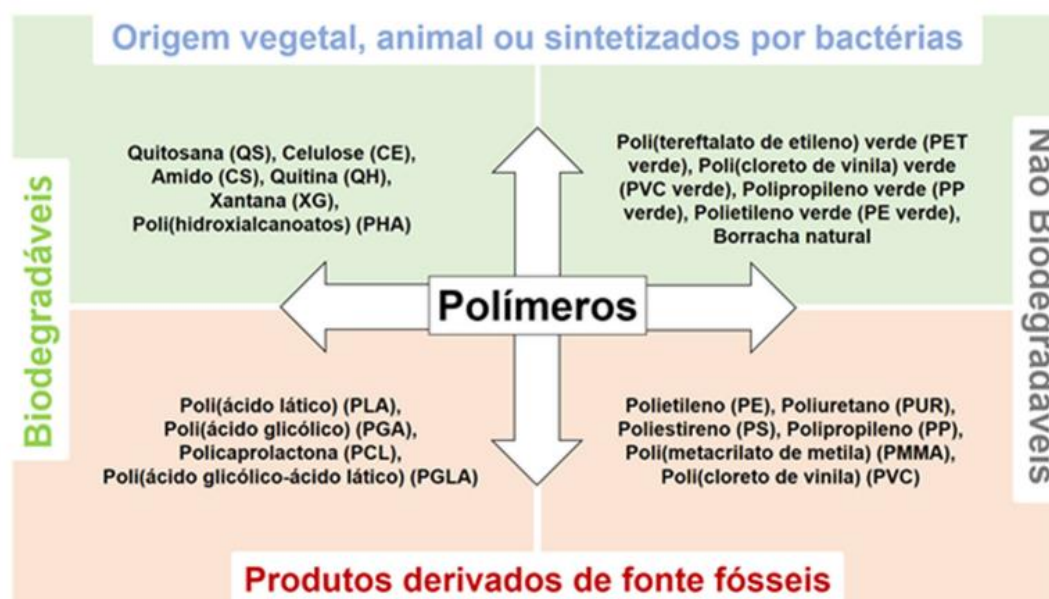 Origem vegetal, animal ou sintetizados por bactérias
Biodegradáveis
Não Biodegradáveis
Quitosana (QS), Celulose (CE),
Amido (CS), Quitina (QH),
Xantana (XG),
Poli(hidroxialcanoatos) (PHA)
Poli(tereftalato de etileno) verde (PET
verde), Poli(cloreto de vinila) verde
(PVC verde), Polipropileno verde (PP
verde), Polietileno verde (PE verde),
Borracha natural
Polímeros
Poli(ácido lático) (PLA),
Poli(ácido glicólico) (PGA),
Policaprolactona (PCL),
Poli(ácido glicólico-ácido lático) (PGLA)
Polietileno (PE), Poliuretano (PUR),
Poliestireno (PS), Polipropileno (PP),
Poli(metacrilato de metila) (PMMA),
Poli(cloreto de vinila) (PVC)
Produtos derivados de fonte fósseis